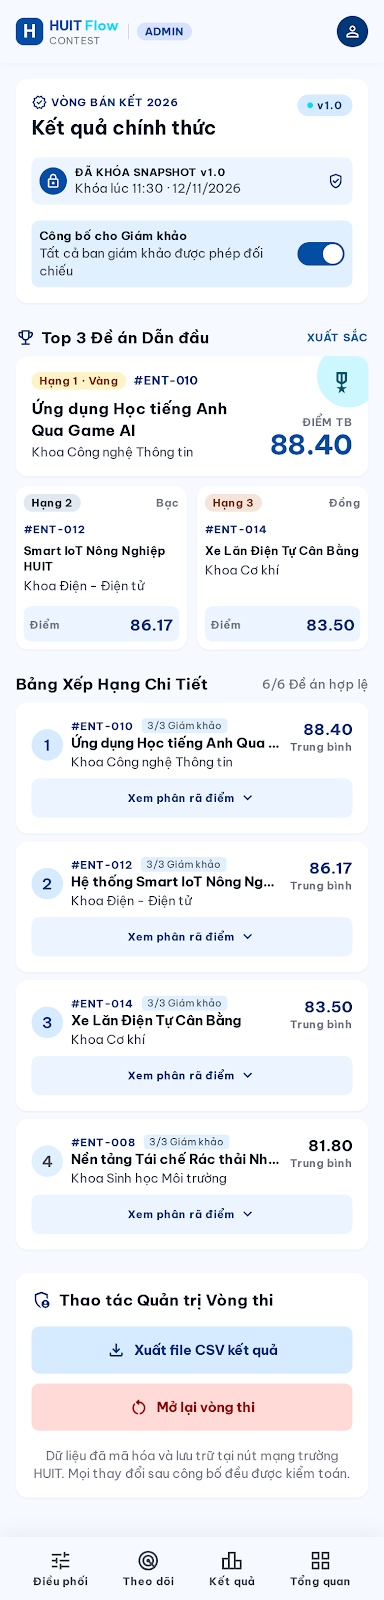 H HUIT Flow
CONTEST
ADMIN
VÒNG BÁN KẾT 2026
v1.0
Kết quả chính thức
ĐÃ KHÓA SNAPSHOT v1.0
Khóa lúc 11:30 · 12/11/2026
Công bố cho Giám khảo
Tất cả ban giám khảo được phép đối
chiếu
Top 3 Đề án Dẫn đầu
XUẤT SẮC
Hạng 1 · Vàng #ENT-010
Ứng dụng Học tiếng Anh
Qua Game AI
Khoa Công nghệ Thông tin
ĐIỂM TB
88.40
Hạng 2 Bạc
#ENT-012
Smart IoT Nông Nghiệp
HUIT
Khoa Điện - Điện tử
Điểm 86.17
Hạng 3 Đồng
#ENT-014
Xe Lăn Điện Tự Cân Bằng
Khoa Cơ khí
Điểm 83.50
Bảng Xếp Hạng Chi Tiết
6/6 Đề án hợp lệ
1
#ENT-010 3/3 Giám khảo
Ứng dụng Học tiếng Anh Qua ...
Khoa Công nghệ Thông tin
88.40
Trung bình
Xem phân rã điểm
2
#ENT-012 3/3 Giám khảo
Hệ thống Smart IoT Nông Ng...
Khoa Điện - Điện tử
86.17
Trung bình
Xem phân rã điểm
3
#ENT-014 3/3 Giám khảo
Xe Lăn Điện Tự Cân Bằng
Khoa Cơ khí
83.50
Trung bình
Xem phân rã điểm
4
#ENT-008 3/3 Giám khảo
Nền tảng Tái chế Rác thải Nh...
Khoa Sinh học Môi trường
81.80
Trung bình
Xem phân rã điểm
Thao tác Quản trị Vòng thi
Xuất file CSV kết quả
Mở lại vòng thi
Dữ liệu đã mã hóa và lưu trữ tại nút mạng trường
HUIT. Mọi thay đổi sau công bố đều được kiểm toán.
Điều phối
Theo dõi
Kết quả
Tổng quan